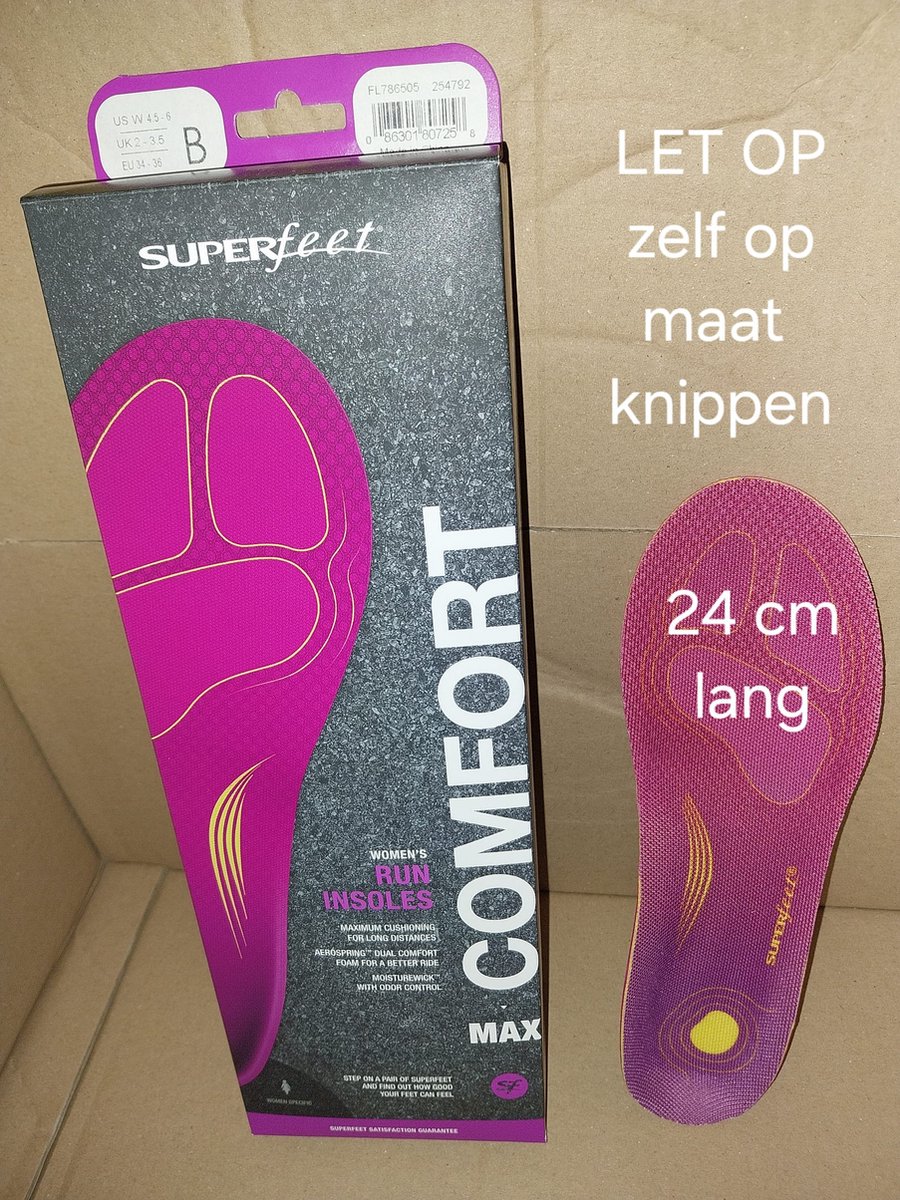 US W 4.5 - 6
UK 2 - 3.5
EU 34 - 36
B
FL786505 254792
0 86301 80725 8
SUPERfeet®
LET OP
zelf op
maat
knippen
24 cm
lang
COMFORT
MAX
WOMEN'S
RUN
INSOLES
MAXIMUM CUSHIONING
FOR LONG DISTANCES
AEROSPRING™ DUAL COMFORT
FOAM FOR A BETTER RIDE
MOISTUREWICK™
WITH ODOR CONTROL
STEP ON A PAIR OF SUPERFEET
AND FIND OUT HOW GOOD
YOUR FEET CAN FEEL
WOMEN SPECIFIC
SF
SUPERFEET SATISFACTION GUARANTEE
SUPERfeet®